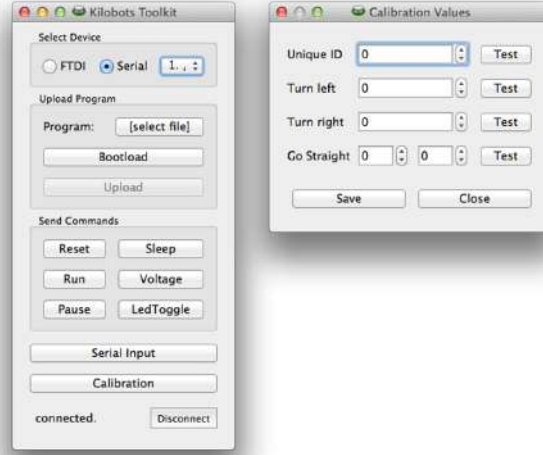 Kilobots Toolkit
Select Device
FTDI Serial 1. ,
Upload Program
Program: [select file]
Bootload
Upload
Send Commands
Reset Sleep
Run Voltage
Pause LedToggle
Serial Input
Calibration
connected. Disconnect
Calibration Values
Unique ID 0 Test
Turn left 0 Test
Turn right 0 Test
Go Straight 0 0 Test
Save Close